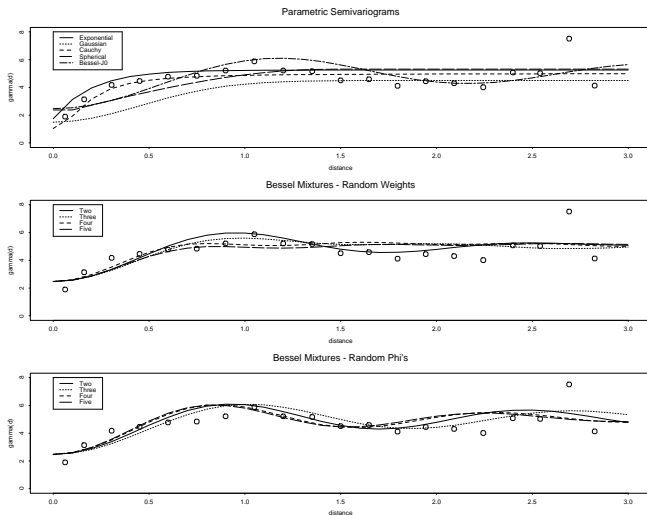 Parametric Semivariograms
Exponential
Gaussian
Cauchy
Spherical
Bessel-J0
gamma(d)
0 2 4 6 8
0.0 0.5 1.0 1.5 2.0 2.5 3.0
distance
Bessel Mixtures - Random Weights
Two
Three
Four
Five
gamma(d)
0 2 4 6 8
0.0 0.5 1.0 1.5 2.0 2.5 3.0
distance
Bessel Mixtures - Random Phi's
Two
Three
Four
Five
gamma(d)
0 2 4 6 8
0.0 0.5 1.0 1.5 2.0 2.5 3.0
distance